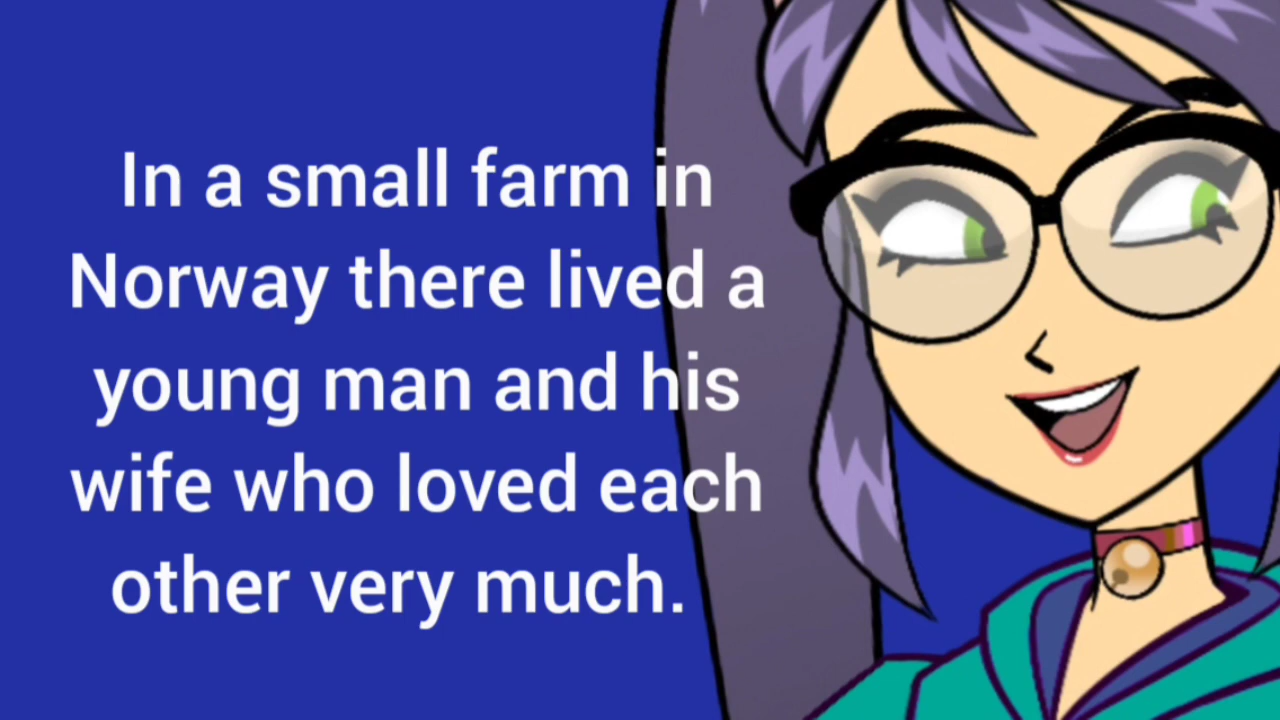 In a small farm in
Norway there lived a
young man and his
wife who loved each
other very much.